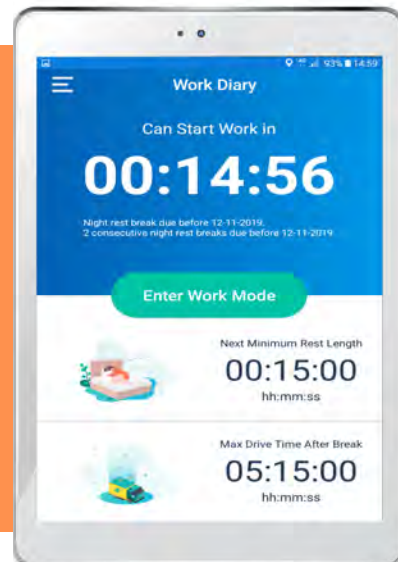 93% 14:59
Work Diary
Can Start Work in
00:14:56
Night rest break due before 12-11-2019.
2 consecutive night rest breaks due before 12-11-2019
Enter Work Mode
Next Minimum Rest Length
00:15:00
hh:mm:ss
Max Drive Time After Break
05:15:00
hh:mm:ss